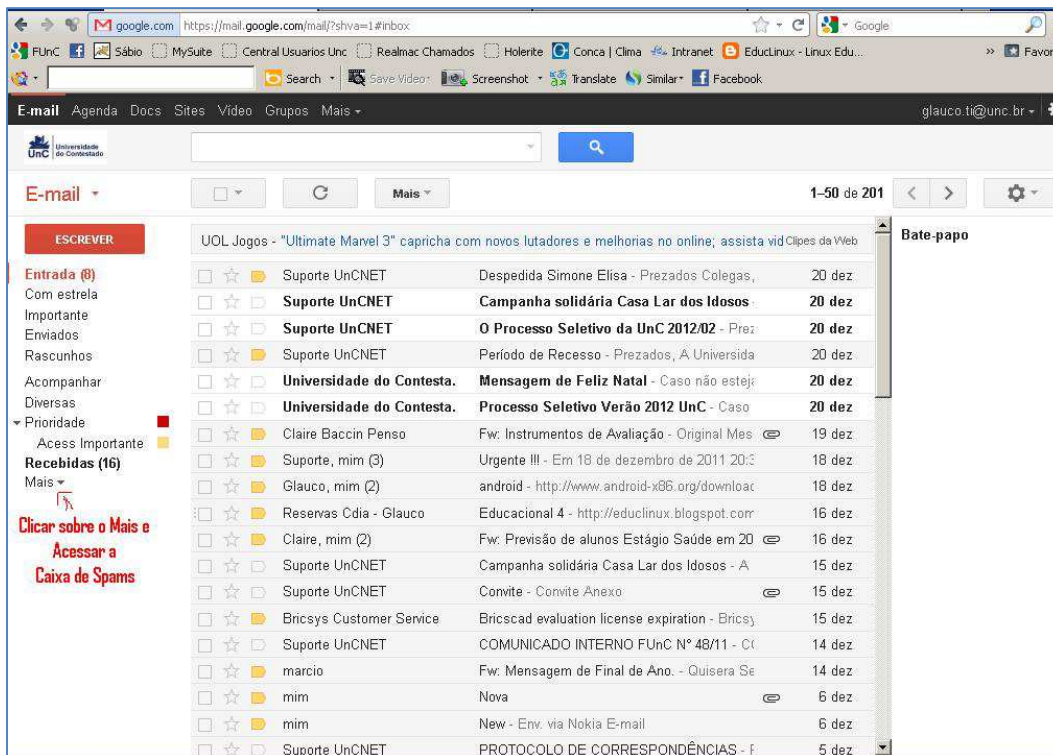 google.com https://mail.google.com/mail/?shva=1#inbox Google
FUnC Sábio MySuite Central Usuarios Unc Realmac Chamados Holerite Conca | Clima Intranet EducLinux - Linux Edu... » Favor
Search Save Video Screenshot Translate Similar Facebook
E-mail Agenda Docs Sites Vídeo Grupos Mais glauco.ti@unc.br
UnC Universidade do Contestado
E-mail Mais 1–50 de 201
ESCREVER
UOL Jogos - "Ultimate Marvel 3" capricha com novos lutadores e melhorias no online; assista vid Clipes da Web
Bate-papo
Entrada (8)
Com estrela
Importante
Enviados
Rascunhos
Acompanhar
Diversas
Prioridade
Acess Importante
Recebidas (16)
Mais
Clicar sobre o Mais e
Acessar a
Caixa de Spams
Suporte UnCNET Despedida Simone Elisa - Prezados Colegas, 20 dez
Suporte UnCNET Campanha solidária Casa Lar dos Idosos - 20 dez
Suporte UnCNET O Processo Seletivo da UnC 2012/02 - Prez 20 dez
Suporte UnCNET Período de Recesso - Prezados, A Universida 20 dez
Universidade do Contesta. Mensagem de Feliz Natal - Caso não esteja 20 dez
Universidade do Contesta. Processo Seletivo Verão 2012 UnC - Caso 20 dez
Claire Baccin Penso Fw: Instrumentos de Avaliação - Original Mes 19 dez
Suporte, mim (3) Urgente !!! - Em 18 de dezembro de 2011 20:3 18 dez
Glauco, mim (2) android - http://www.android-x86.org/downloac 18 dez
Reservas Cdia - Glauco Educacional 4 - http://educlinux.blogspot.com 16 dez
Claire, mim (2) Fw: Previsão de alunos Estágio Saúde em 20 16 dez
Suporte UnCNET Campanha solidária Casa Lar dos Idosos - A 15 dez
Suporte UnCNET Convite - Convite Anexo 15 dez
Bricsys Customer Service Bricscad evaluation license expiration - Bricsy 15 dez
Suporte UnCNET COMUNICADO INTERNO FUnC N° 48/11 - CO 14 dez
marcio Fw: Mensagem de Final de Ano. - Quisera Se 14 dez
mim Nova 6 dez
mim New - Env. via Nokia E-mail 6 dez
Suporte UnCNET PROTOCOLO DE CORRESPONDÊNCIAS - 5 dez